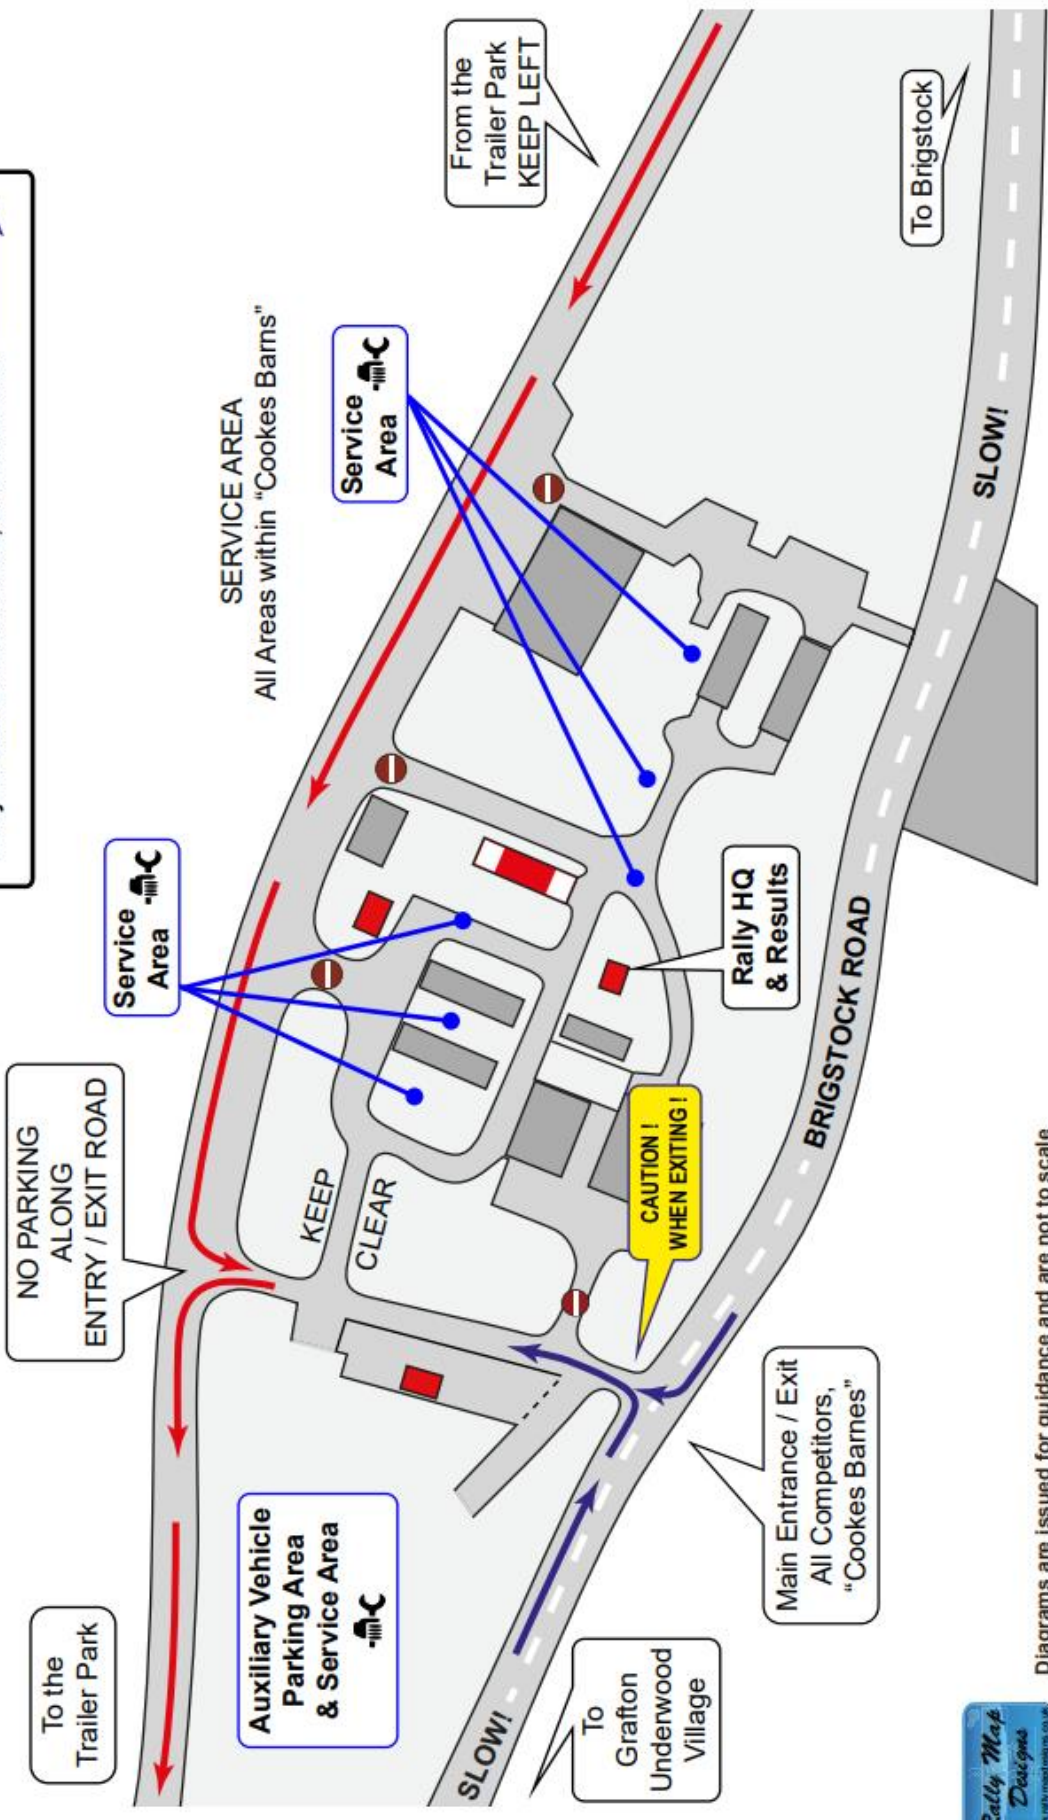 To the
Trailer Park
NO PARKING
ALONG
ENTRY / EXIT ROAD
Service
Area
SERVICE AREA
All Areas within “Cookes Barns”
Service
Area
From the
Trailer Park
KEEP LEFT
Auxiliary Vehicle
Parking Area
& Service Area
KEEP
CLEAR
Rally HQ
& Results
CAUTION !
WHEN EXITING !
To Brigstock
SLOW!
BRIGSTOCK ROAD
SLOW!
To
Grafton
Underwood
Village
Main Entrance / Exit
All Competitors,
“Cookes Barnes”
Rally Map
Designs
Diagrams are issued for guidance and are not to scale